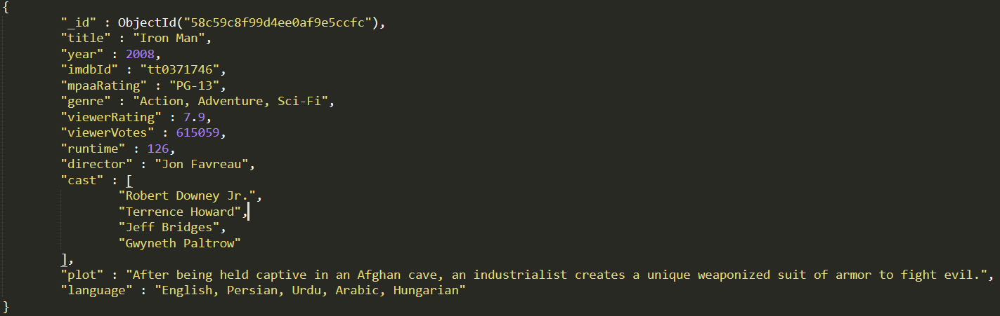 {
"_id" : ObjectId("58c59c8f99d4ee0af9e5ccfc"),
"title" : "Iron Man",
"year" : 2008,
"imdbId" : "tt0371746",
"mpaaRating" : "PG-13",
"genre" : "Action, Adventure, Sci-Fi",
"viewerRating" : 7.9,
"viewerVotes" : 615059,
"runtime" : 126,
"director" : "Jon Favreau",
"cast" : [
"Robert Downey Jr.",
"Terrence Howard",
"Jeff Bridges",
"Gwyneth Paltrow"
],
"plot" : "After being held captive in an Afghan cave, an industrialist creates a unique weaponized suit of armor to fight evil.",
"language" : "English, Persian, Urdu, Arabic, Hungarian"
}